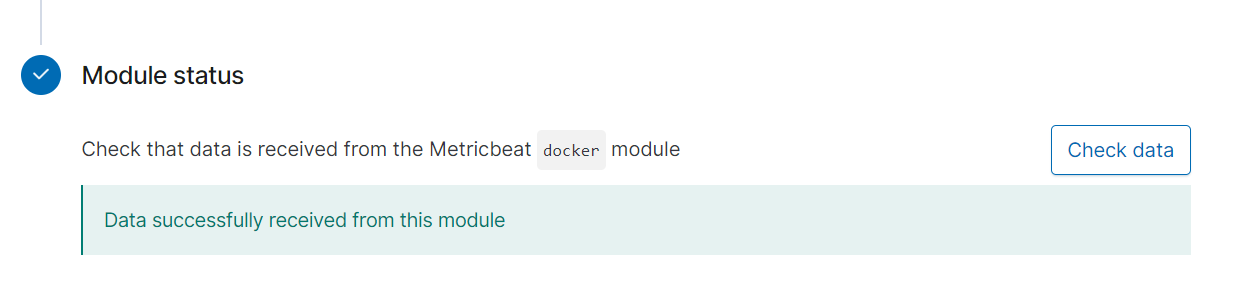 Module status
Check that data is received from the Metricbeat docker module
Check data
Data successfully received from this module